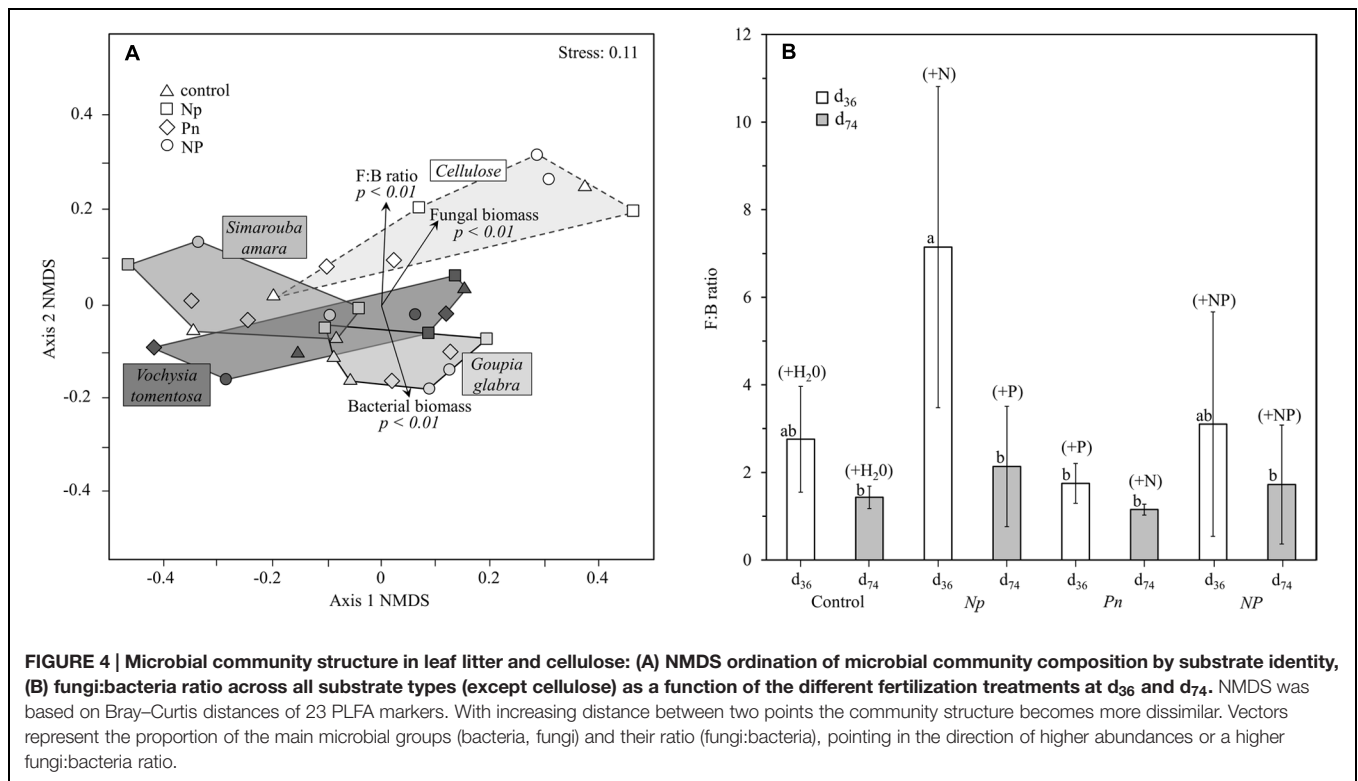 A
Stress: 0.11
control
Np
Pn
NP
F:B ratio
p < 0.01
Cellulose
Fungal biomass
p < 0.01
Simarouba
amara
Vochysia
tomentosa
Goupia
glabra
Bacterial biomass
p < 0.01
0.4
0.2
0
-0.2
-0.4
Axis 2 NMDS
-0.4
-0.2
0
0.2
0.4
Axis 1 NMDS
B
d36
d74
12
10
8
6
4
2
0
F:B ratio
(+H20)
ab
(+H20)
b
(+N)
a
(+P)
b
(+P)
b
(+N)
b
(+NP)
ab
(+NP)
b
d36 d74 d36 d74 d36 d74 d36 d74
Control Np Pn NP
FIGURE 4 | Microbial community structure in leaf litter and cellulose: (A) NMDS ordination of microbial community composition by substrate identity,
(B) fungi:bacteria ratio across all substrate types (except cellulose) as a function of the different fertilization treatments at d36 and d74. NMDS was
based on Bray–Curtis distances of 23 PLFA markers. With increasing distance between two points the community structure becomes more dissimilar. Vectors
represent the proportion of the main microbial groups (bacteria, fungi) and their ratio (fungi:bacteria), pointing in the direction of higher abundances or a higher
fungi:bacteria ratio.